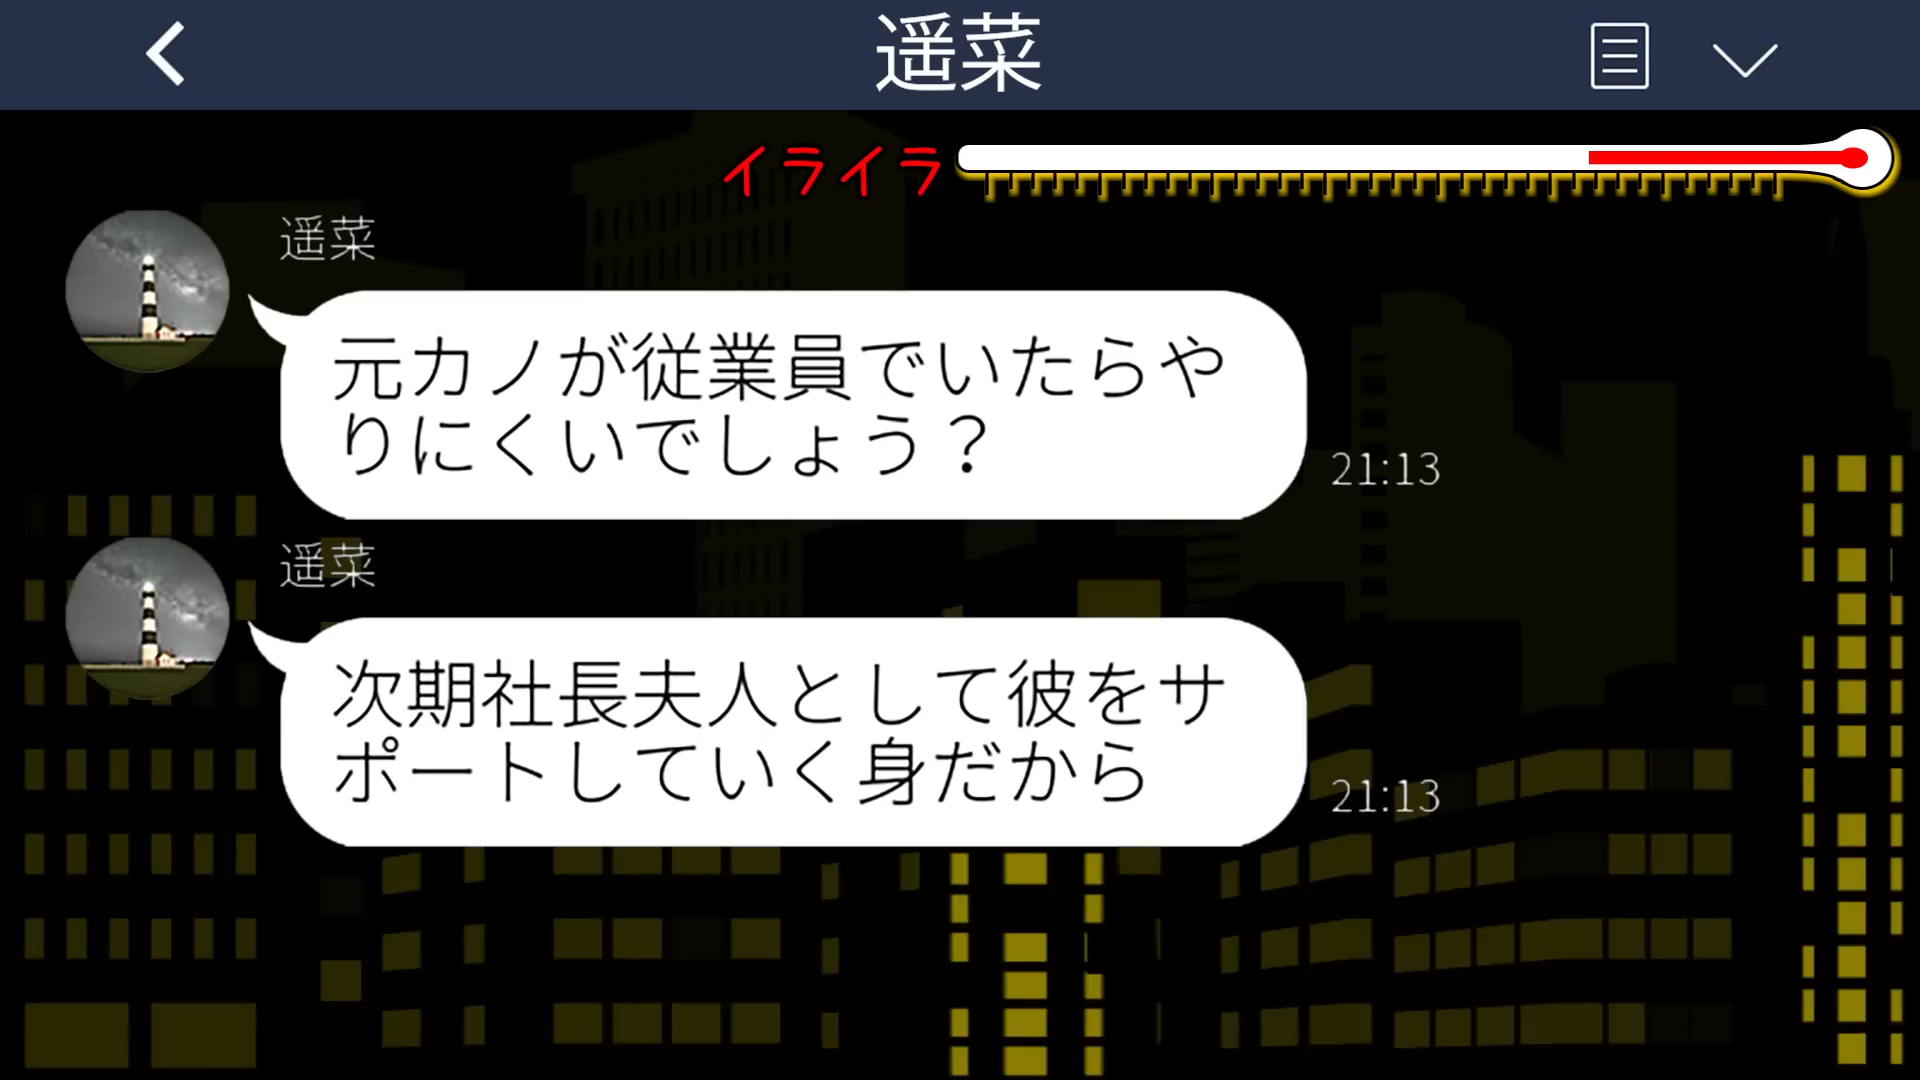 遥菜
イライラ
遥菜
元カノが従業員でいたらや
りにくいでしょう？
21:13
遥菜
次期社長夫人として彼をサ
ポートしていく身だから
21:13